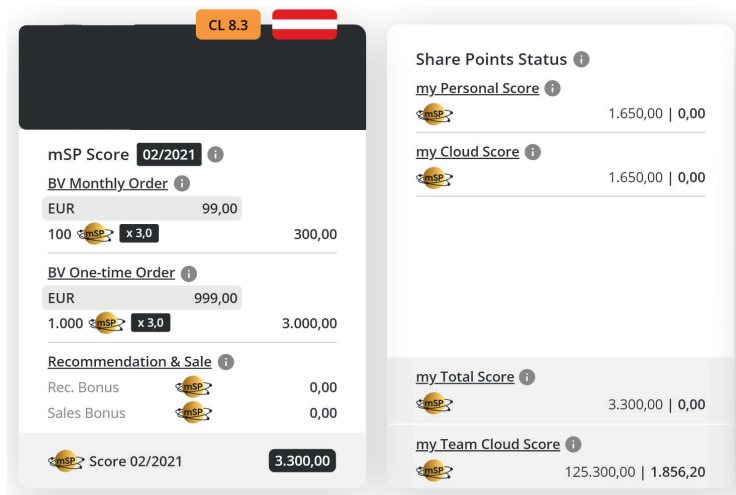 CL 8.3
mSP Score 02/2021 i
BV Monthly Order i
EUR 99,00
100 mSP x 3,0 300,00
BV One-time Order i
EUR 999,00
1.000 mSP x 3,0 3.000,00
Recommendation & Sale i
Rec. Bonus mSP 0,00
Sales Bonus mSP 0,00
mSP Score 02/2021 3.300,00
Share Points Status i
my Personal Score i
mSP 1.650,00 | 0,00
my Cloud Score i
mSP 1.650,00 | 0,00
my Total Score i
mSP 3.300,00 | 0,00
my Team Cloud Score i
mSP 125.300,00 | 1.856,20